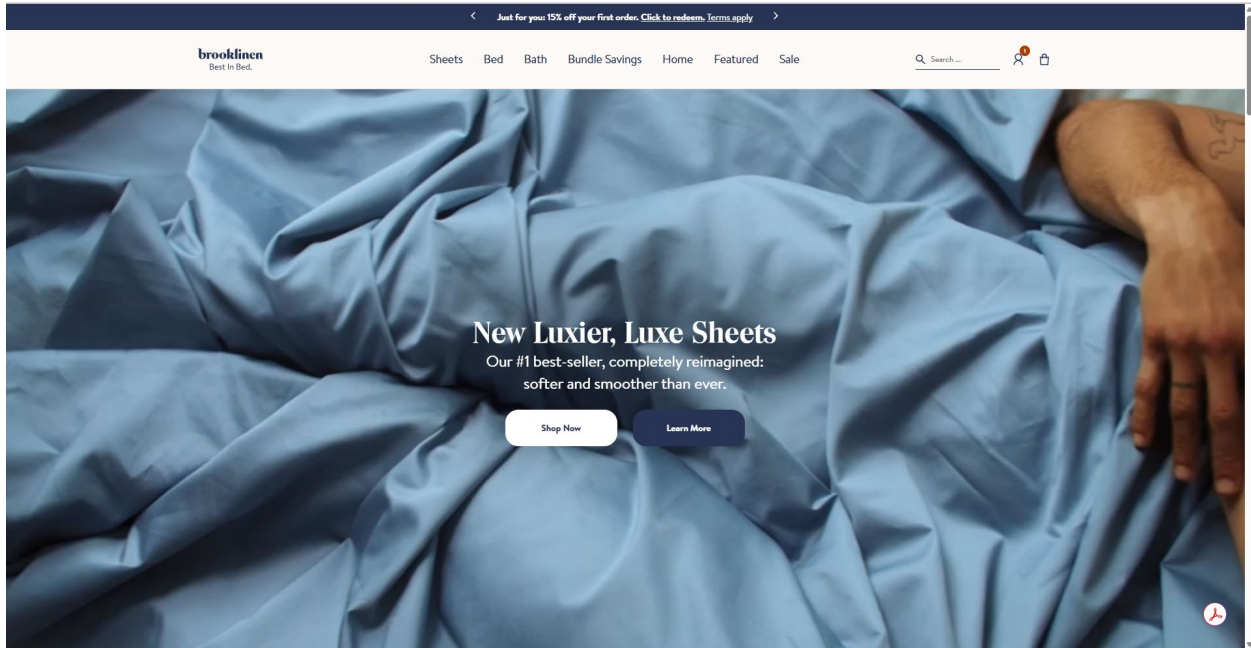 Just for you: 15% off your first order. Click to redeem. Terms apply
brooklinen
Best In Bed.
Sheets Bed Bath Bundle Savings Home Featured Sale
Search ...
1
New Luxier, Luxe Sheets
Our #1 best-seller, completely reimagined:
softer and smoother than ever.
Shop Now Learn More